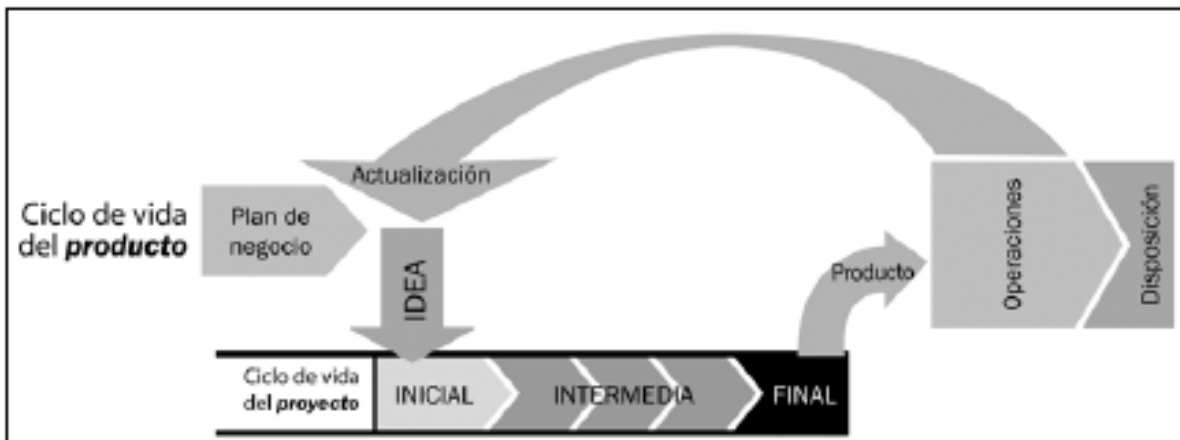 Actualización
Ciclo de vida
del producto
Plan de
negocio
IDEA
Producto
Operaciones
Disposición
Ciclo de vida
del proyecto
INICIAL
INTERMEDIA
FINAL